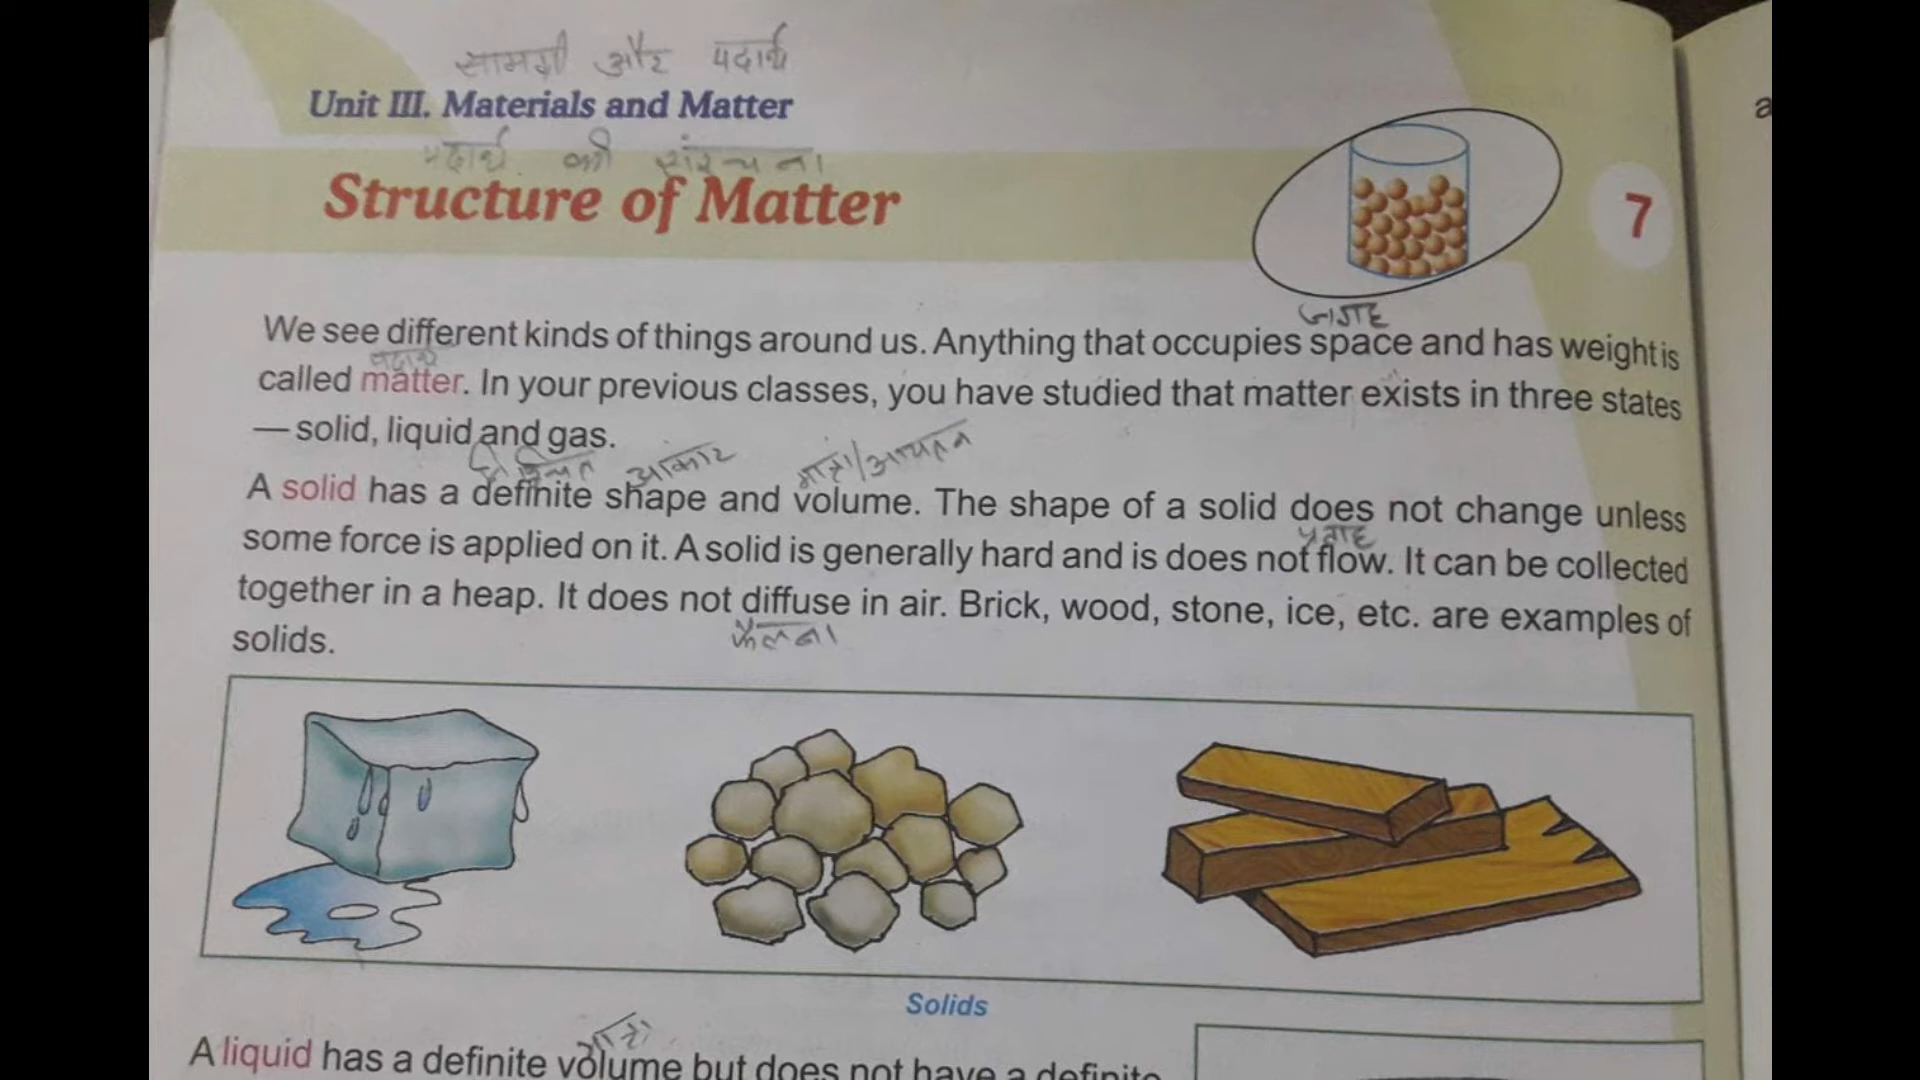 सामग्री और पदार्थ
Unit III. Materials and Matter
पदार्थ की संरचना
Structure of Matter
7
a
जगह
We see different kinds of things around us. Anything that occupies space and has weight is
पदार्थ
called matter. In your previous classes, you have studied that matter exists in three states
— solid, liquid and gas.
आकार मात्रा/आयतन
A solid has a definite shape and volume. The shape of a solid does not change unless
some force is applied on it. A solid is generally hard and is does not flow. It can be collected
together in a heap. It does not diffuse in air. Brick, wood, stone, ice, etc. are examples of
फैलना
solids.
Solids
A liquid has a definite volume but does not have a definite